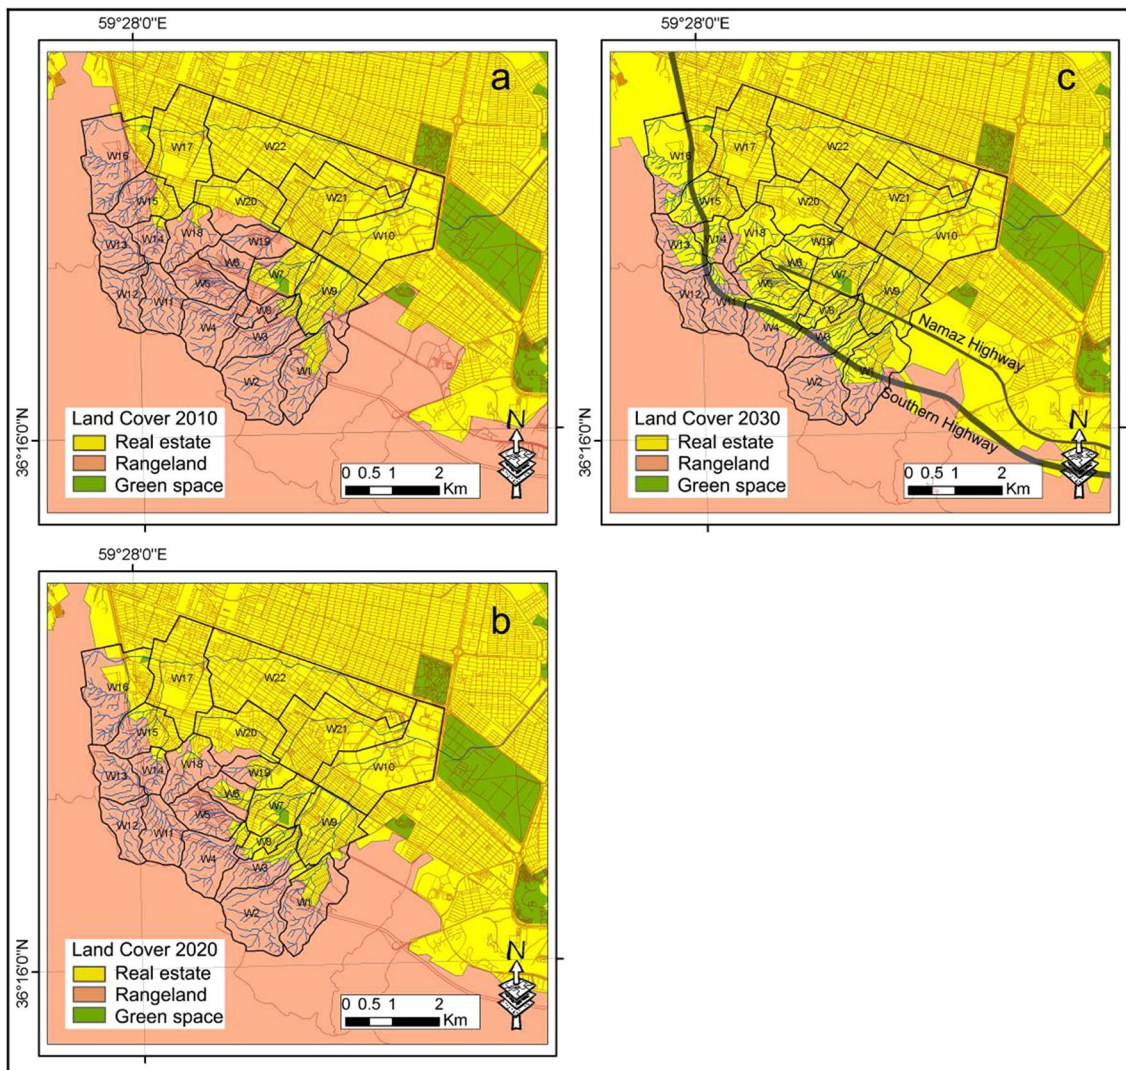 59°28'0"E
a
W16
W17
W22
W15
W20
W21
W18
W14
W19
W10
W13
W6
W7
W5
W12
W11
W9
W8
W4
W3
W1
W2
Land Cover 2010
Real estate
Rangeland
Green space
N
0 0.5 1 2
Km
36°16'0"N
59°28'0"E
c
W16
W17
W22
W15
W20
W21
W18
W14
W19
W10
W13
W6
W7
W5
W12
W11
W9
W8
W4
W3
W1
W2
Namaz Highway
Southern Highway
Land Cover 2030
Real estate
Rangeland
Green space
N
0 0.5 1 2
Km
36°16'0"N
59°28'0"E
b
W16
W17
W22
W15
W20
W21
W18
W14
W19
W10
W13
W6
W7
W5
W12
W11
W9
W8
W4
W3
W1
W2
Land Cover 2020
Real estate
Rangeland
Green space
N
0 0.5 1 2
Km
36°16'0"N